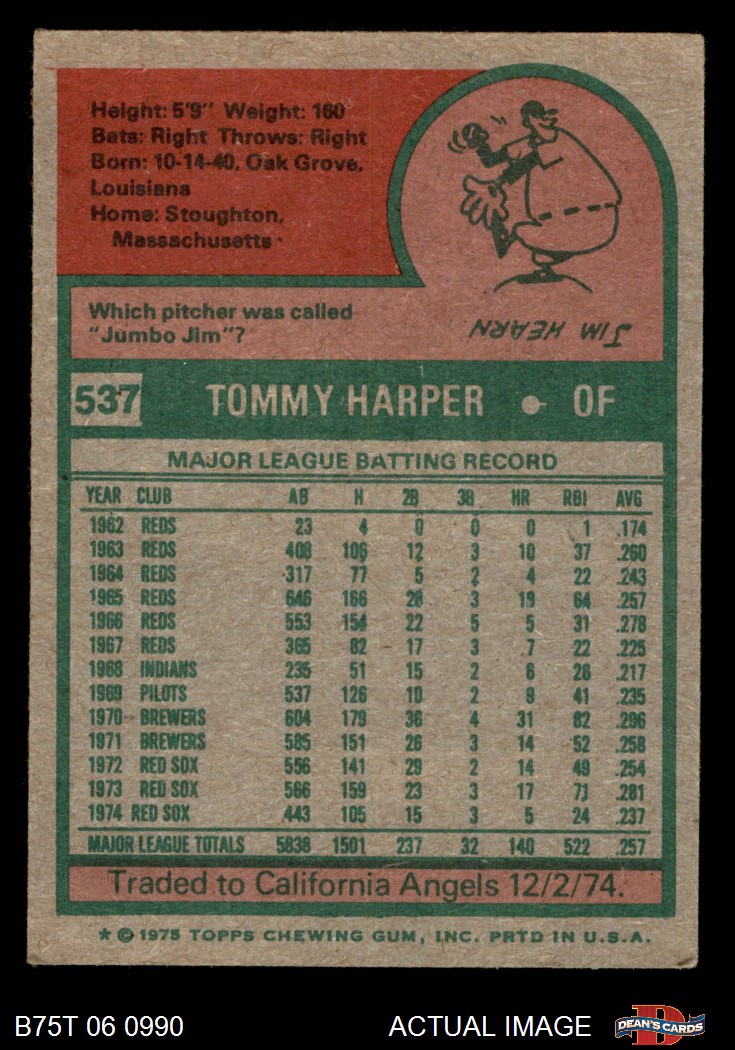 Height: 5'9" Weight: 160
Bats: Right Throws: Right
Born: 10-14-40, Oak Grove,
Louisiana
Home: Stoughton,
Massachusetts
Which pitcher was called
"Jumbo Jim"?
JIM HEARN
537 TOMMY HARPER OF
MAJOR LEAGUE BATTING RECORD
YEAR CLUB AB H 2B 3B HR RBI AVG
1962 REDS 23 4 0 0 0 1 .174
1963 REDS 408 106 12 3 10 37 .260
1964 REDS 317 77 5 2 4 22 .243
1965 REDS 646 166 28 3 18 64 .257
1966 REDS 553 154 22 5 5 31 .278
1967 REDS 365 82 17 3 7 22 .225
1968 INDIANS 235 51 15 2 6 26 .217
1969 PILOTS 537 126 10 2 9 41 .235
1970 BREWERS 604 179 36 4 31 82 .296
1971 BREWERS 585 151 26 3 14 52 .258
1972 RED SOX 556 141 29 2 14 49 .254
1973 RED SOX 566 159 23 3 17 71 .281
1974 RED SOX 443 105 15 3 5 24 .237
MAJOR LEAGUE TOTALS 5838 1501 237 32 140 522 .257
Traded to California Angels 12/2/74.
* © 1975 TOPPS CHEWING GUM, INC. PRTD IN U.S.A.
B75T 06 0990 ACTUAL IMAGE DEAN'S CARDS